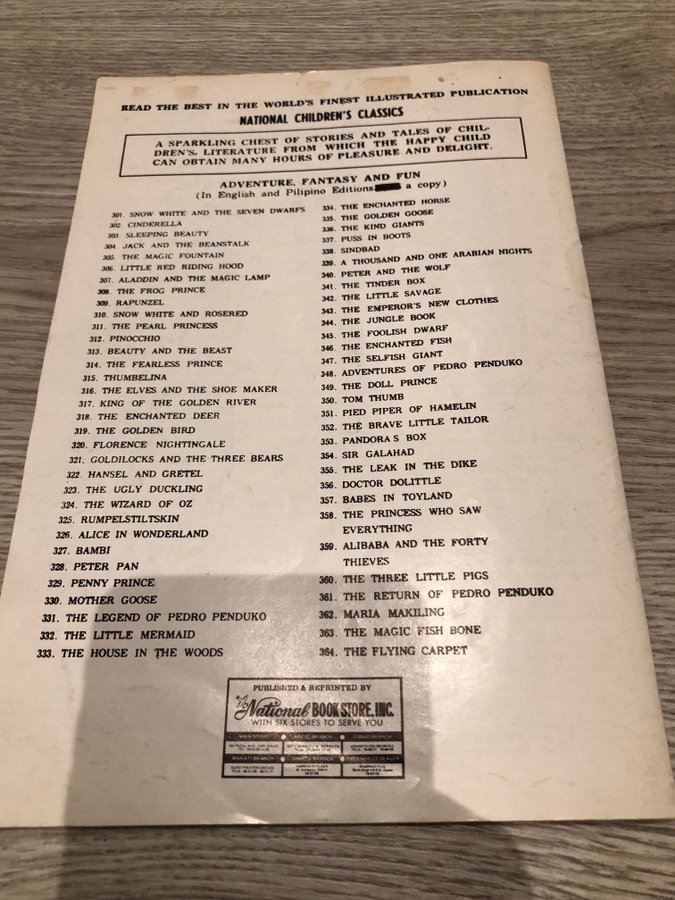 READ THE BEST IN THE WORLD'S FINEST ILLUSTRATED PUBLICATION
NATIONAL CHILDREN'S CLASSICS
A SPARKLING CHEST OF STORIES AND TALES OF CHIL-
DREN'S, LITERATURE FROM WHICH THE HAPPY CHILD
CAN OBTAIN MANY HOURS OF PLEASURE AND DELIGHT.
ADVENTURE, FANTASY AND FUN
(In English and Pilipino Editions a copy)
301. SNOW WHITE AND THE SEVEN DWARFS
302. CINDERELLA
303. SLEEPING BEAUTY
304. JACK AND THE BEANSTALK
305. THE MAGIC FOUNTAIN
306. LITTLE RED RIDING HOOD
307. ALADDIN AND THE MAGIC LAMP
308. THE FROG PRINCE
309. RAPUNZEL
310. SNOW WHITE AND ROSERED
311. THE PEARL PRINCESS
312. PINOCCHIO
313. BEAUTY AND THE BEAST
314. THE FEARLESS PRINCE
315. THUMBELINA
316. THE ELVES AND THE SHOE MAKER
317. KING OF THE GOLDEN RIVER
318. THE ENCHANTED DEER
319. THE GOLDEN BIRD
320. FLORENCE NIGHTINGALE
321. GOLDILOCKS AND THE THREE BEARS
322. HANSEL AND GRETEL
323. THE UGLY DUCKLING
324. THE WIZARD OF OZ
325. RUMPELSTILTSKIN
326. ALICE IN WONDERLAND
327. BAMBI
328. PETER PAN
329. PENNY PRINCE
330. MOTHER GOOSE
331. THE LEGEND OF PEDRO PENDUKO
332. THE LITTLE MERMAID
333. THE HOUSE IN THE WOODS
334. THE ENCHANTED HORSE
335. THE GOLDEN GOOSE
336. THE KIND GIANTS
337. PUSS IN BOOTS
338. SINDBAD
339. A THOUSAND AND ONE ARABIAN NIGHTS
340. PETER AND THE WOLF
341. THE TINDER BOX
342. THE LITTLE SAVAGE
343. THE EMPEROR'S NEW CLOTHES
344. THE JUNGLE BOOK
345. THE FOOLISH DWARF
346. THE ENCHANTED FISH
347. THE SELFISH GIANT
348. ADVENTURES OF PEDRO PENDUKO
349. THE DOLL PRINCE
350. TOM THUMB
351. PIED PIPER OF HAMELIN
352. THE BRAVE LITTLE TAILOR
353. PANDORA S BOX
354. SIR GALAHAD
355. THE LEAK IN THE DIKE
356. DOCTOR DOLITTLE
357. BABES IN TOYLAND
358. THE PRINCESS WHO SAW
EVERYTHING
359. ALIBABA AND THE FORTY
THIEVES
360. THE THREE LITTLE PIGS
361. THE RETURN OF PEDRO PENDUKO
362. MARIA MAKILING
363. THE MAGIC FISH BONE
364. THE FLYING CARPET
PUBLISHED & REPRINTED BY
National BOOK STORE, INC.
WITH SIX STORES TO SERVE YOU
MAIN STORE
BRANCH
CUBAO BRANCH
MAKATI BRANCH
BRANCH